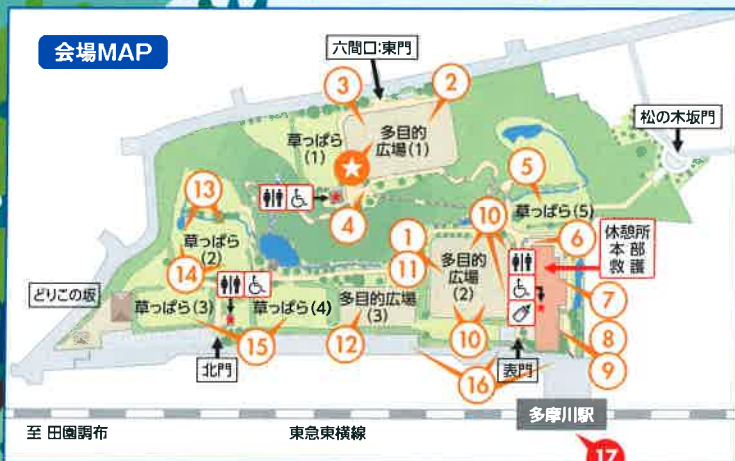 会場MAP
六間口:東門
3
2
松の木坂門
草っぱら
(1)
多目的
広場(1)
5
13
4
10
草っぱら(5)
草っぱら
(2)
1
6
休憩所
本部
救護
14
11
多目的
広場
(2)
どりこの坂
7
草っぱら(3)
草っぱら(4)
多目的広場
(3)
15
12
10
8
9
北門
16
表門
多摩川駅
至 田園調布
東急東横線
17